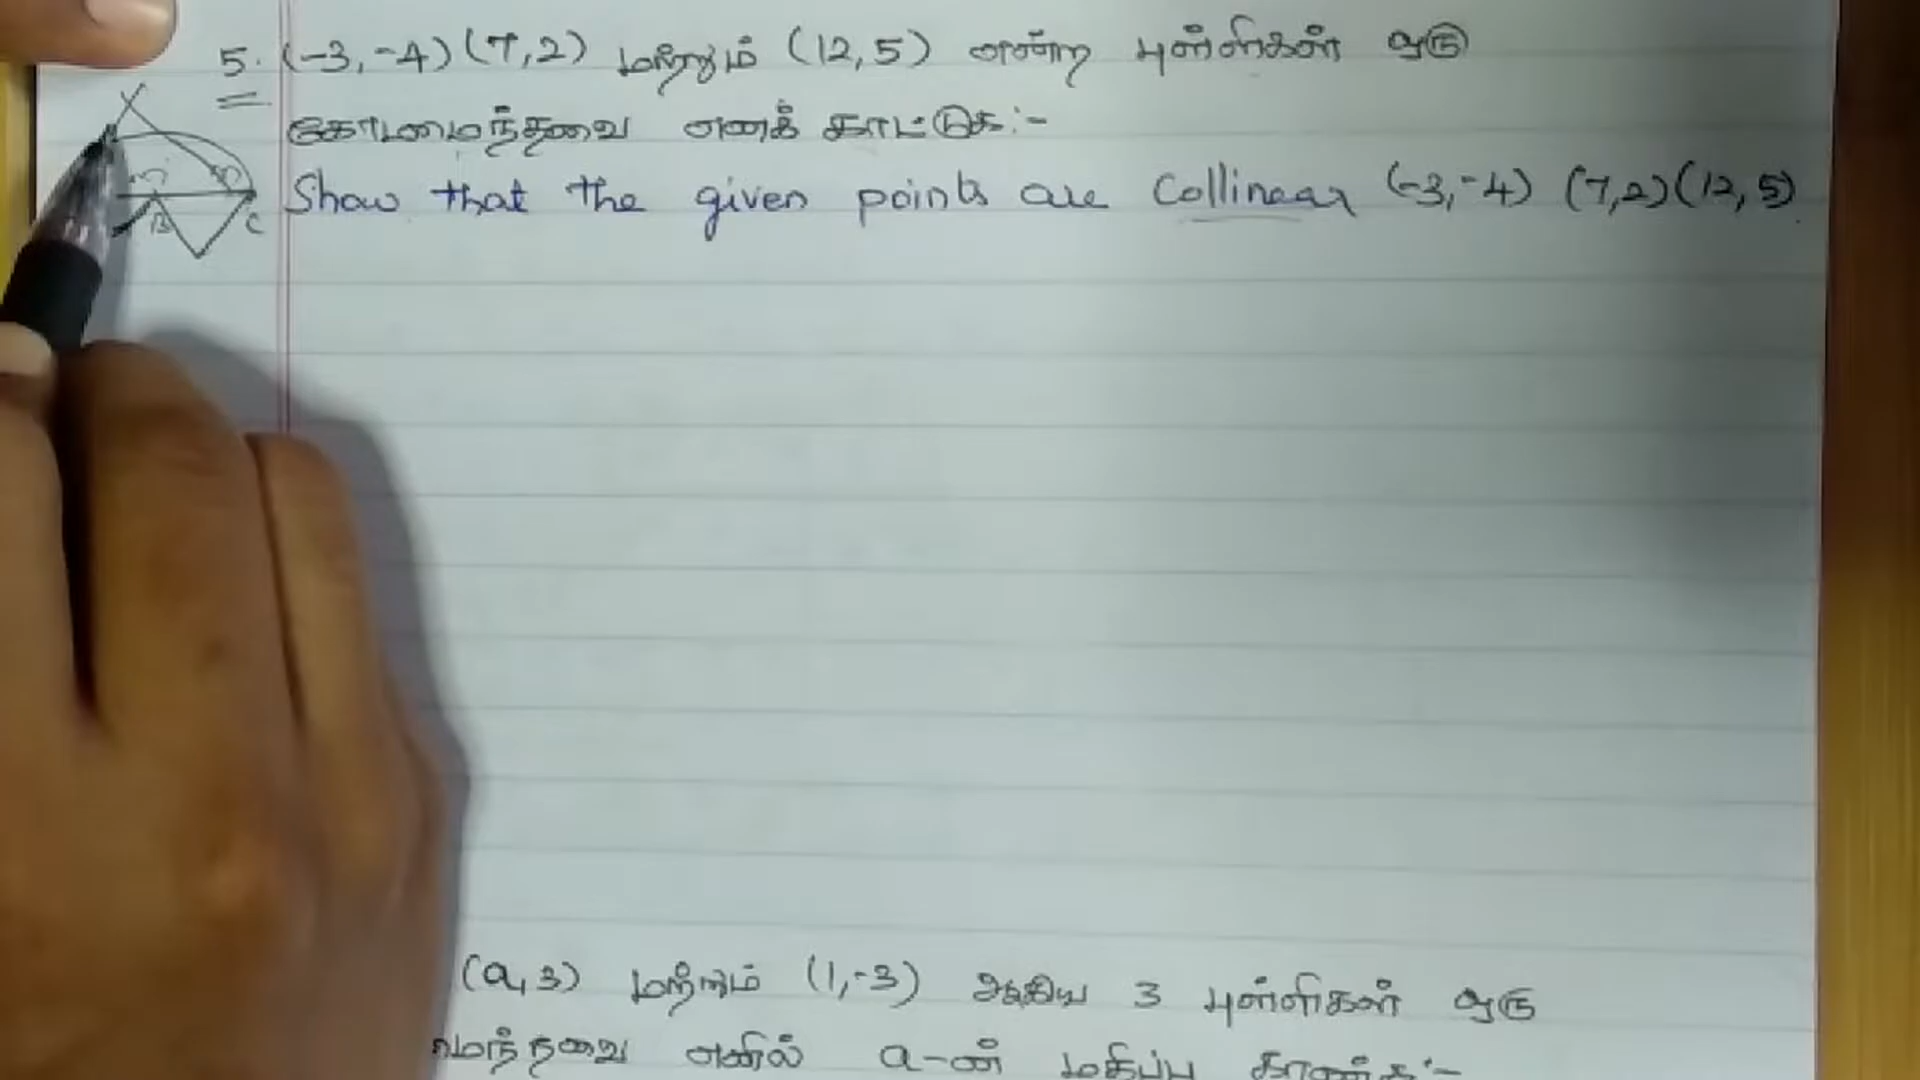 5. (-3,-4) (7,2) மற்றும் (12,5) என்ற புள்ளிகள் ஒரு
கோடமைந்தவை எனக் காட்டுக:-
B C
Show that the given points are Collinear (-3,-4) (7,2) (12,5)
(a,3) மற்றும் (1,-3) ஆகிய 3 புள்ளிகள் ஒரு
எனில் a-ன் மதிப்பு காண்க:-